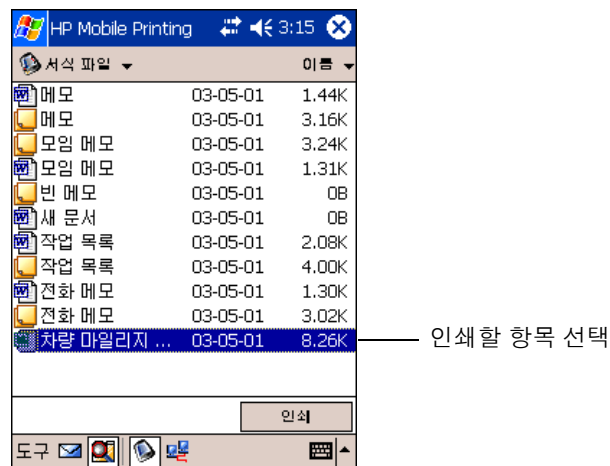 HP Mobile Printing 3:15
서식 파일 이름
메모 03-05-01 1.44K
메모 03-05-01 3.16K
모임 메모 03-05-01 3.24K
모임 메모 03-05-01 1.31K
빈 메모 03-05-01 0B
새 문서 03-05-01 0B
작업 목록 03-05-01 2.08K
작업 목록 03-05-01 4.00K
전화 메모 03-05-01 1.30K
전화 메모 03-05-01 3.02K
차량 마일리지 ... 03-05-01 8.26K
인쇄할 항목 선택
인쇄
도구